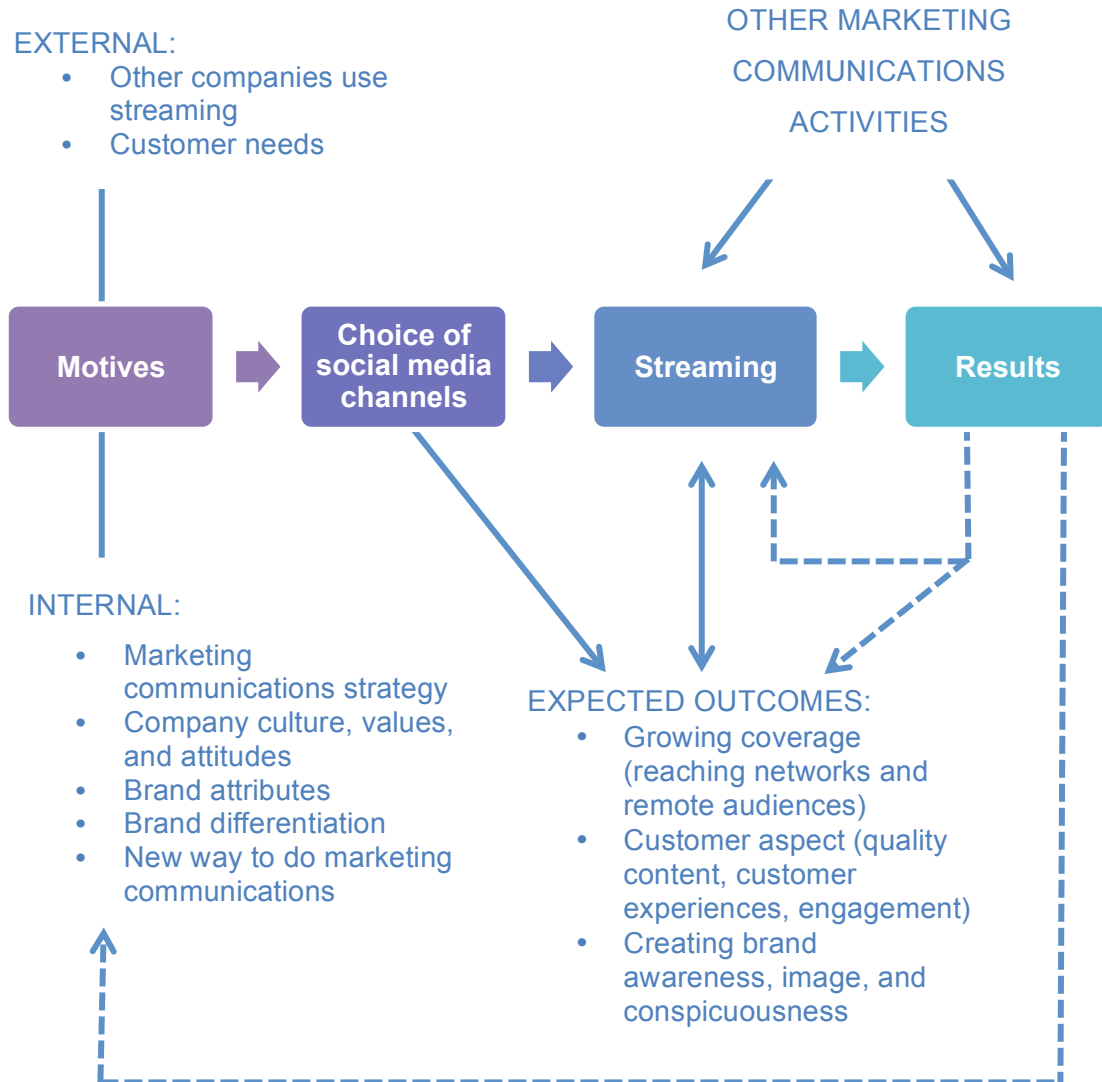 EXTERNAL:
• Other companies use
streaming
• Customer needs
OTHER MARKETING
COMMUNICATIONS
ACTIVITIES
Motives
Choice of
social media
channels
Streaming
Results
INTERNAL:
• Marketing
communications strategy
• Company culture, values,
and attitudes
• Brand attributes
• Brand differentiation
• New way to do marketing
communications
EXPECTED OUTCOMES:
• Growing coverage
(reaching networks and
remote audiences)
• Customer aspect (quality
content, customer
experiences, engagement)
• Creating brand
awareness, image, and
conspicuousness